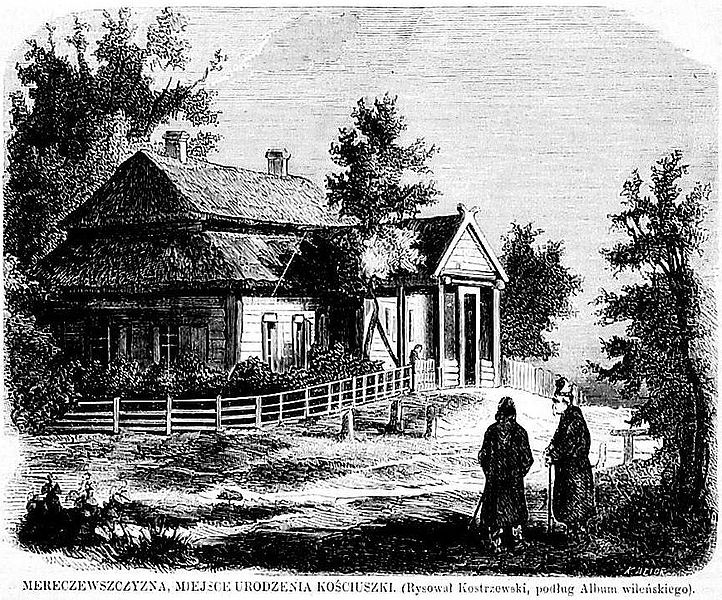 MERECZEWSZCZYZNA, MIEJSCE URODZENIA KOŚCIUSZKI. (Rysował Kostrzewski, podług Album wileńskiego).